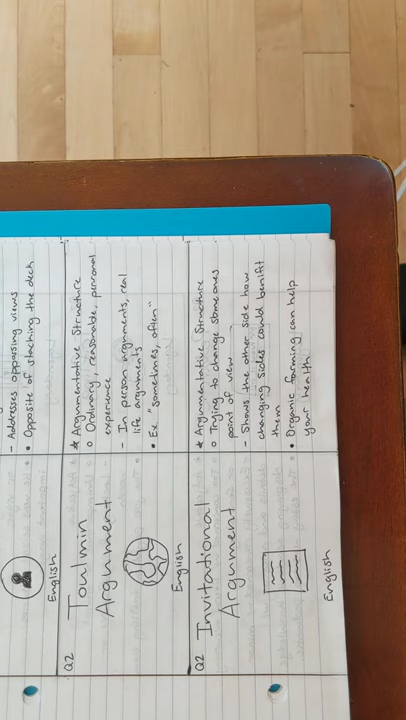 - Addresses opposing views
• Opposite of stacking the deck
English
Q2
Toulmin
Argument
English
* Argumentative Structure
o Ordinary, reasonable, personal
experience
- In person arguments, real
life arguments
• Ex. "sometimes, often"
Q2
Invitational
Argument
English
* Argumentative Structure
o Trying to change someones
point of view
- Shows the other side how
changing sides could benifit
them
• Organic farming can help
your health